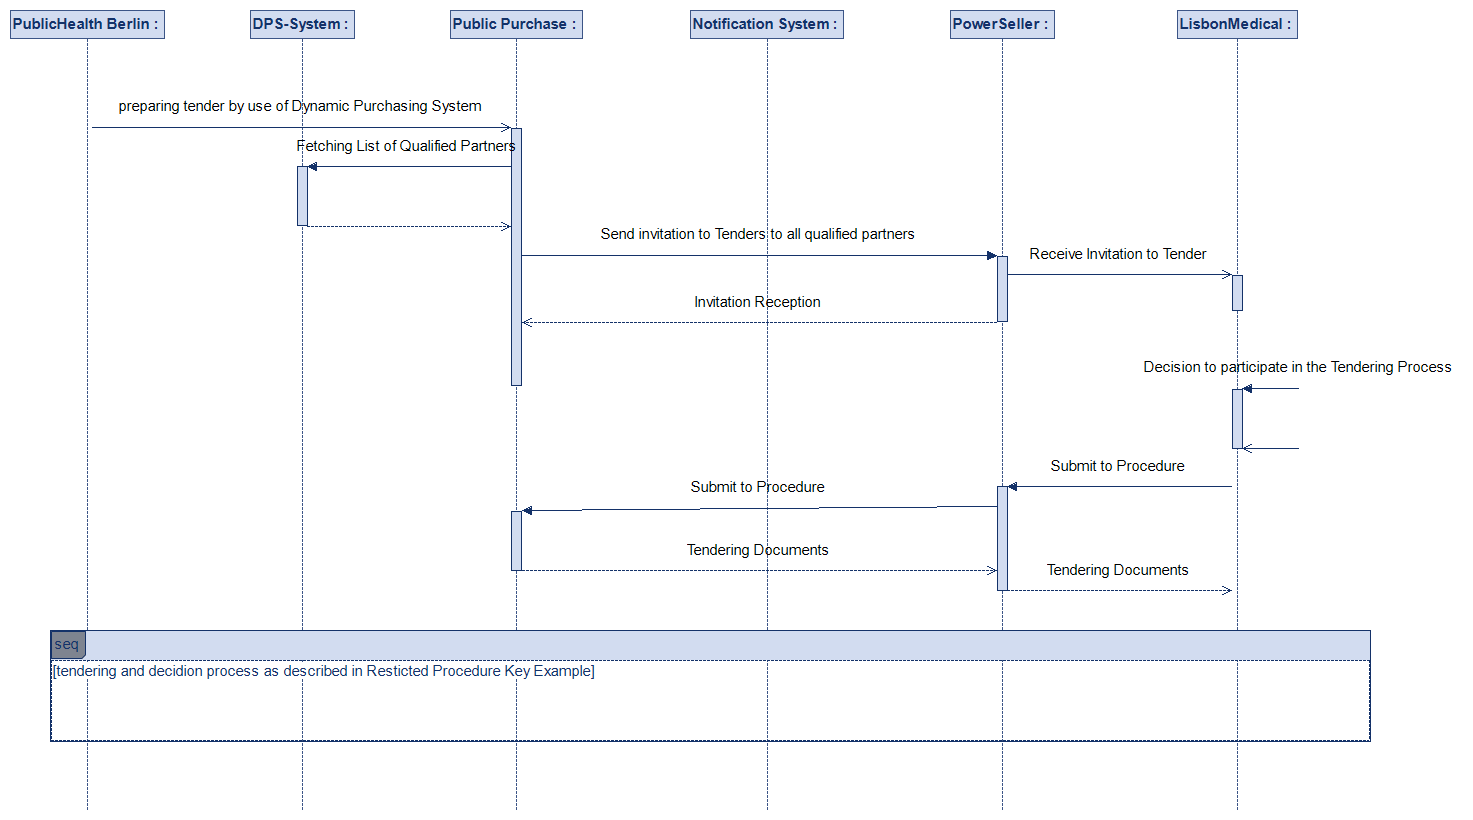 PublicHealth Berlin :
DPS-System :
Public Purchase :
Notification System :
PowerSeller :
LisbonMedical :
preparing tender by use of Dynamic Purchasing System
Fetching List of Qualified Partners
Send invitation to Tenders to all qualified partners
Receive Invitation to Tender
Invitation Reception
Decision to participate in the Tendering Process
Submit to Procedure
Submit to Procedure
Tendering Documents
Tendering Documents
seq
[tendering and decidion process as described in Resticted Procedure Key Example]